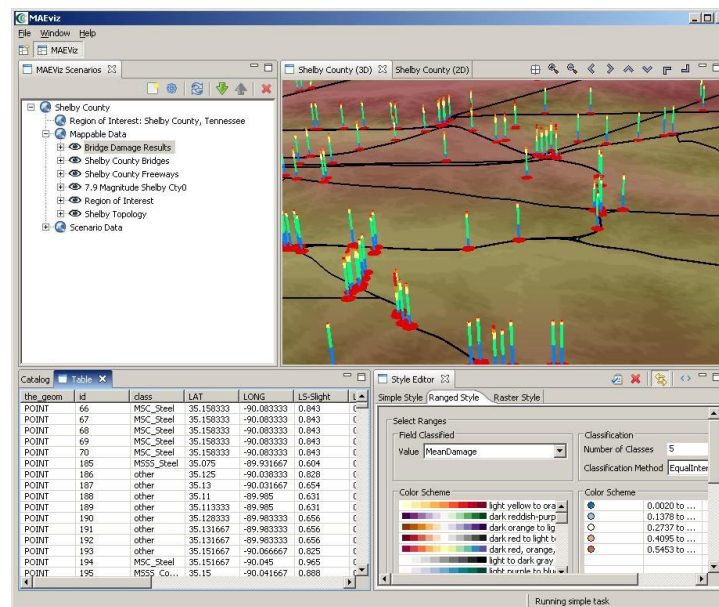 MAEviz
File Window Help
MAEViz
MAEViz Scenarios
Shelby County
Region of Interest: Shelby County, Tennessee
Mappable Data
Bridge Damage Results
Shelby County Bridges
Shelby County Freeways
7.9 Magnitude Shelby Cty0
Region of Interest
Shelby Topology
Scenario Data
Shelby County (3D) Shelby County (2D)
Catalog Table
the_geom id class LAT LONG LS-Slight
POINT 66 MSC_Steel 35.158333 -90.083333 0.843
POINT 67 MSC_Steel 35.158333 -90.083333 0.843
POINT 68 MSC_Steel 35.158333 -90.083333 0.843
POINT 69 MSC_Steel 35.158333 -90.083333 0.843
POINT 70 MSC_Steel 35.158333 -90.083333 0.843
POINT 185 MSSS_Steel 35.075 -89.931667 0.604
POINT 186 other 35.125 -90.038333 0.828
POINT 187 other 35.13 -90.031667 0.654
POINT 188 other 35.11 -89.985 0.631
POINT 189 other 35.113333 -89.985 0.631
POINT 190 other 35.128333 -89.983333 0.656
POINT 191 other 35.131667 -89.983333 0.656
POINT 192 other 35.131667 -89.983333 0.656
POINT 193 other 35.151667 -90.066667 0.825
POINT 194 MSC_Steel 35.151667 -90.045 0.965
POINT 195 MSSS_Co... 35.15 -90.041667 0.888
Style Editor
Simple Style Ranged Style Raster Style
Select Ranges
Field Classified
Value MeanDamage
Classification
Number of Classes 5
Classification Method EqualInter
Color Scheme
light yellow to ora
dark reddish-purp
dark orange to lig
dark red to light t
dark red, orange,
light to dark gray
light purple to blu
Color Scheme
0.0020 to ...
0.1378 to ...
0.2737 to ...
0.4095 to ...
0.5453 to ...
Running simple task